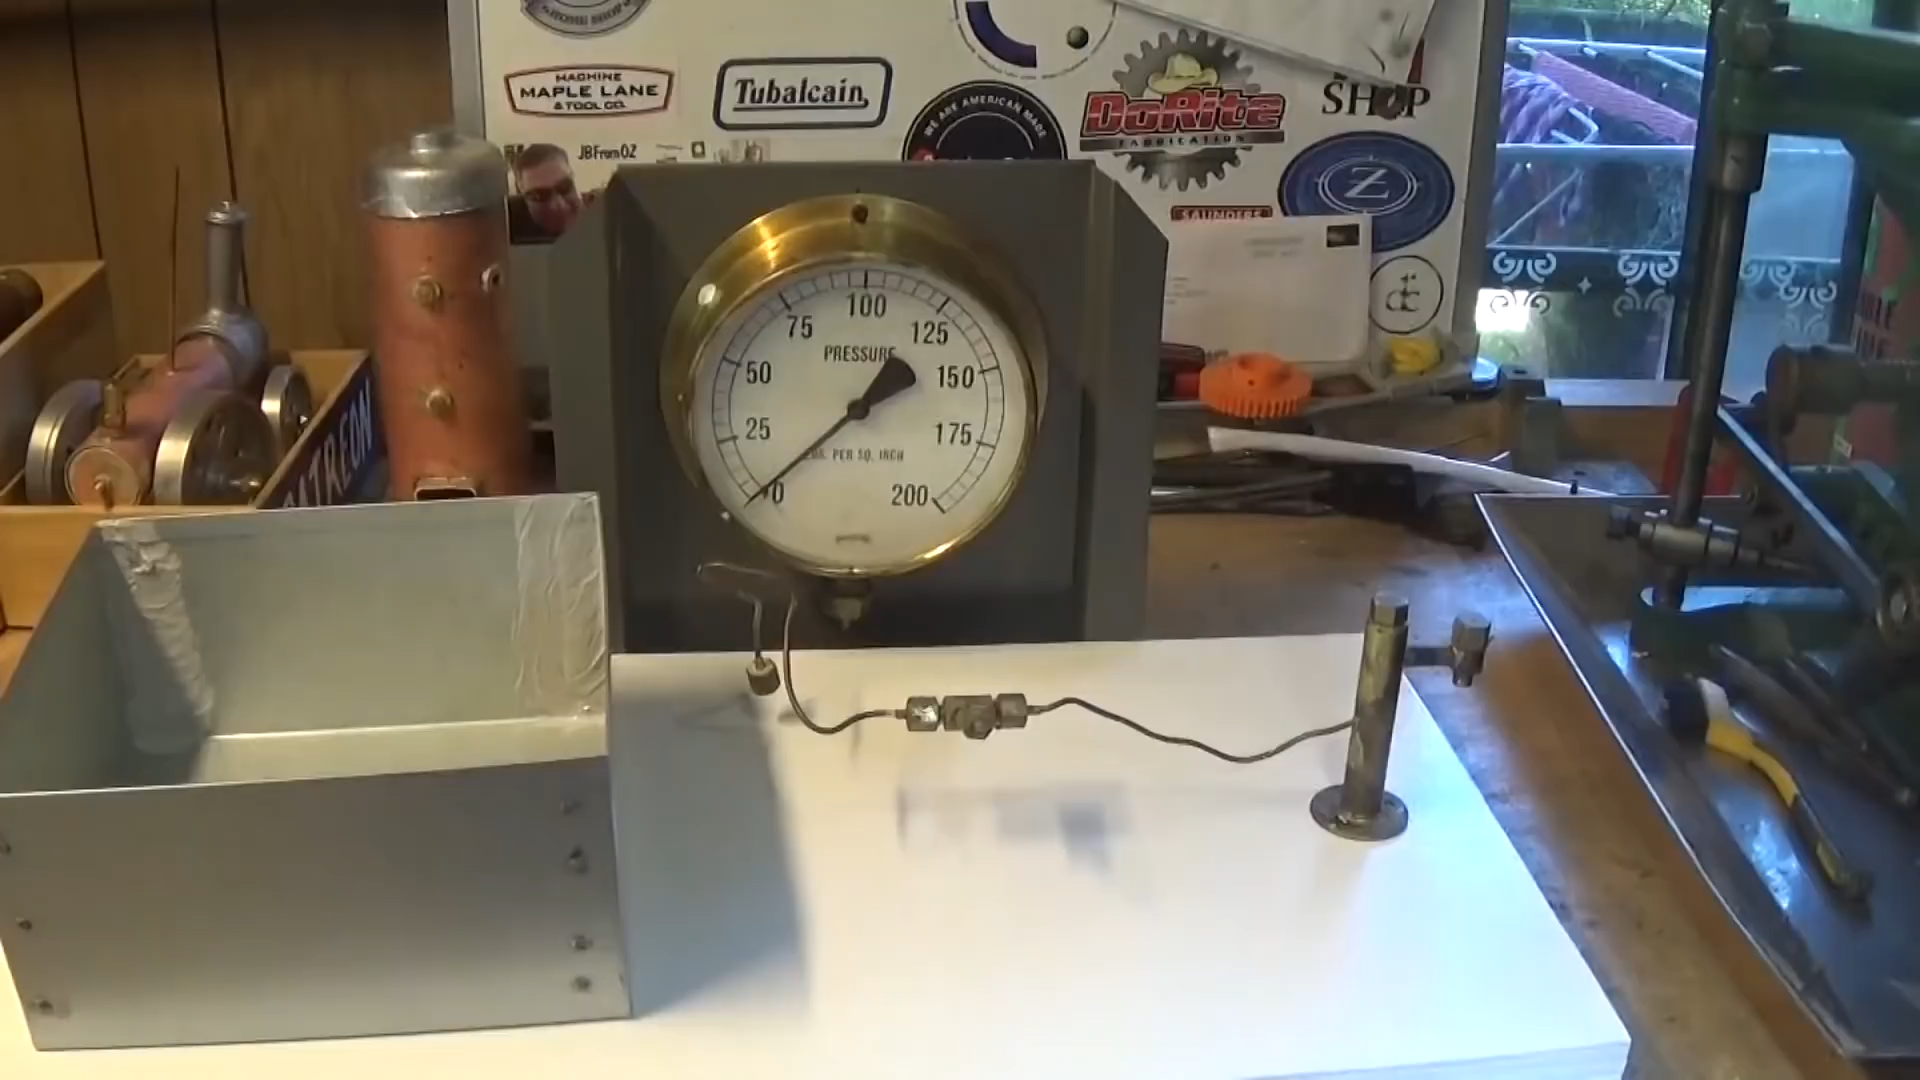 MACHINE
MAPLE LANE
& TOOL CO.
Tubalcain
WE ARE AMERICAN MADE
DoRite
FABRICATION
SHOP
JBFromOZ
Z
SAUNDERS
PATREON
0
25
50
75
100
125
150
175
200
PRESSURE
LBS. PER SQ. INCH